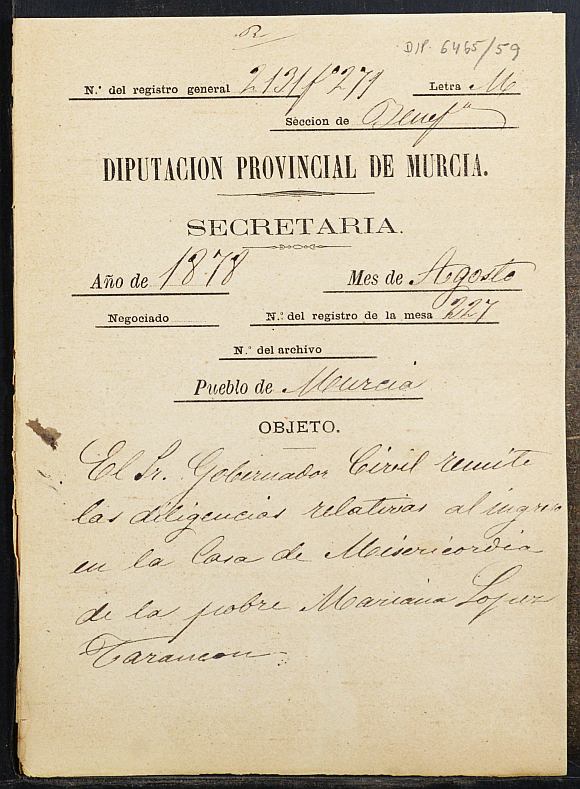 R
DIP. 6465/59
N.º del registro general 2131 fº 271 Letra M
Seccion de Benefª
DIPUTACION PROVINCIAL DE MURCIA.
SECRETARIA.
Año de 1878 Mes de Agosto
Negociado N.º del registro de la mesa 227
N.º del archivo
Pueblo de Murcia
OBJETO.
El Sr. Gobernador Civil remite
las diligencias relativas al ingreso
en la Casa de Misericordia
de la pobre Mariana Lopez
Tarancon